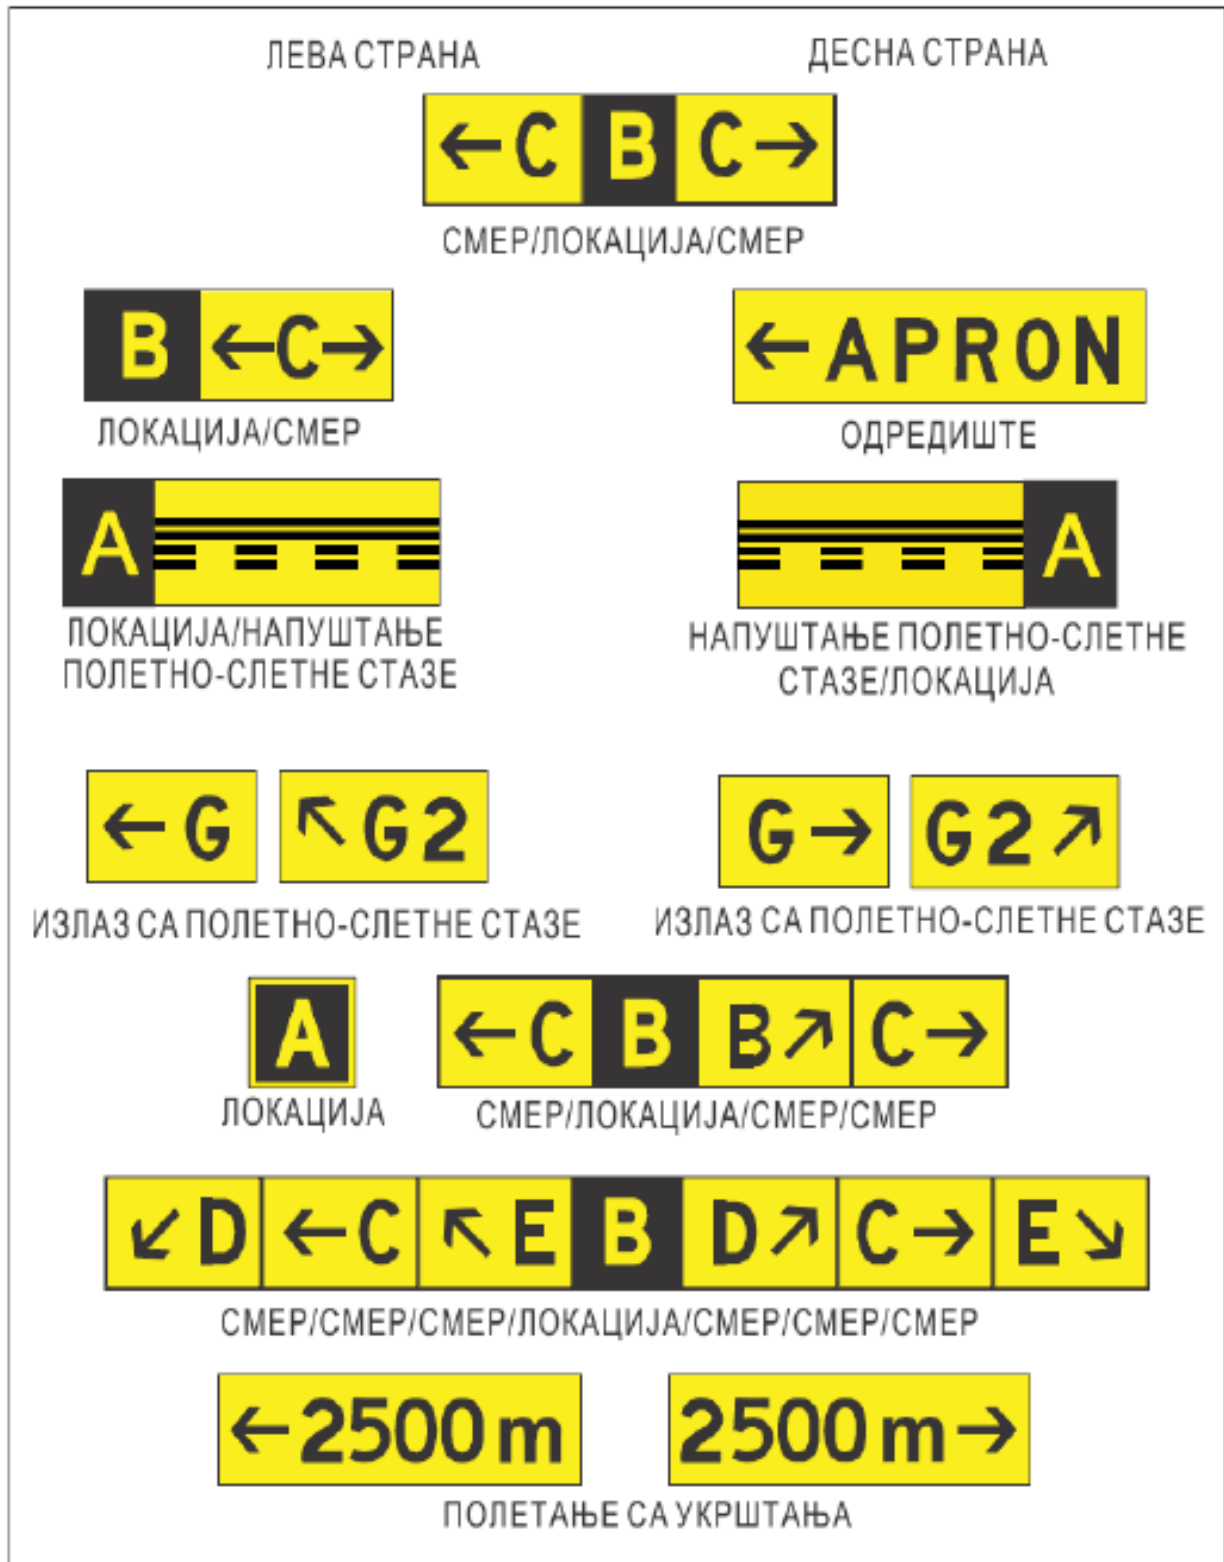 ЛЕВА СТРАНА ДЕСНА СТРАНА
←C B C→
СМЕР/ЛОКАЦИЈА/СМЕР
B ←C→ ←APRON
ЛОКАЦИЈА/СМЕР ОДРЕДИШТЕ
A A
ЛОКАЦИЈА/НАПУШТАЊЕ
ПОЛЕТНО-СЛЕТНЕ СТАЗЕ
НАПУШТАЊЕ ПОЛЕТНО-СЛЕТНЕ
СТАЗЕ/ЛОКАЦИЈА
←G ↖G2 G→ G2↗
ИЗЛАЗ СА ПОЛЕТНО-СЛЕТНЕ СТАЗЕ ИЗЛАЗ СА ПОЛЕТНО-СЛЕТНЕ СТАЗЕ
A ←C B B↗ C→
ЛОКАЦИЈА СМЕР/ЛОКАЦИЈА/СМЕР/СМЕР
↙D ←C ↖E B D↗ C→ E↘
СМЕР/СМЕР/СМЕР/ЛОКАЦИЈА/СМЕР/СМЕР/СМЕР
←2500m 2500m→
ПОЛЕТАЊЕ СА УКРШТАЊА